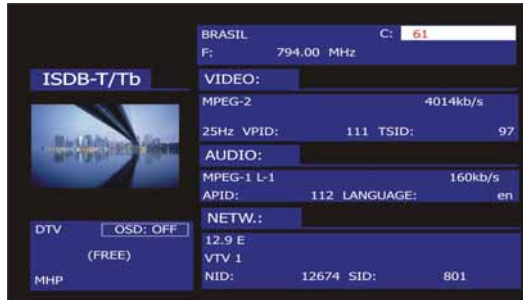 BRASIL C: 61
F: 794.00 MHz
ISDB-T/Tb
VIDEO:
MPEG-2 4014kb/s
25Hz VPID: 111 TSID: 97
AUDIO:
MPEG-1 L-1 160kb/s
APID: 112 LANGUAGE: en
NETW.:
12.9 E
VTV 1
NID: 12674 SID: 801
DTV OSD: OFF
(FREE)
MHP